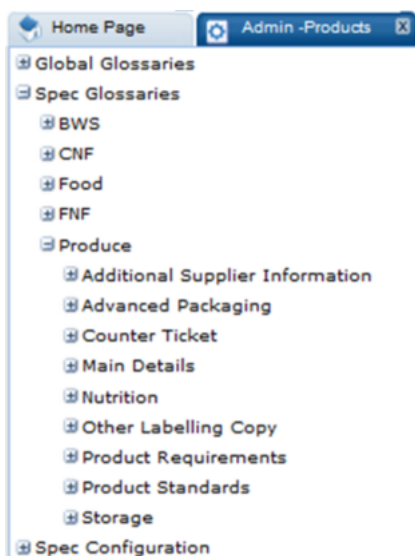 Home Page
Admin -Products
Global Glossaries
Spec Glossaries
BWS
CNF
Food
FNF
Produce
Additional Supplier Information
Advanced Packaging
Counter Ticket
Main Details
Nutrition
Other Labelling Copy
Product Requirements
Product Standards
Storage
Spec Configuration